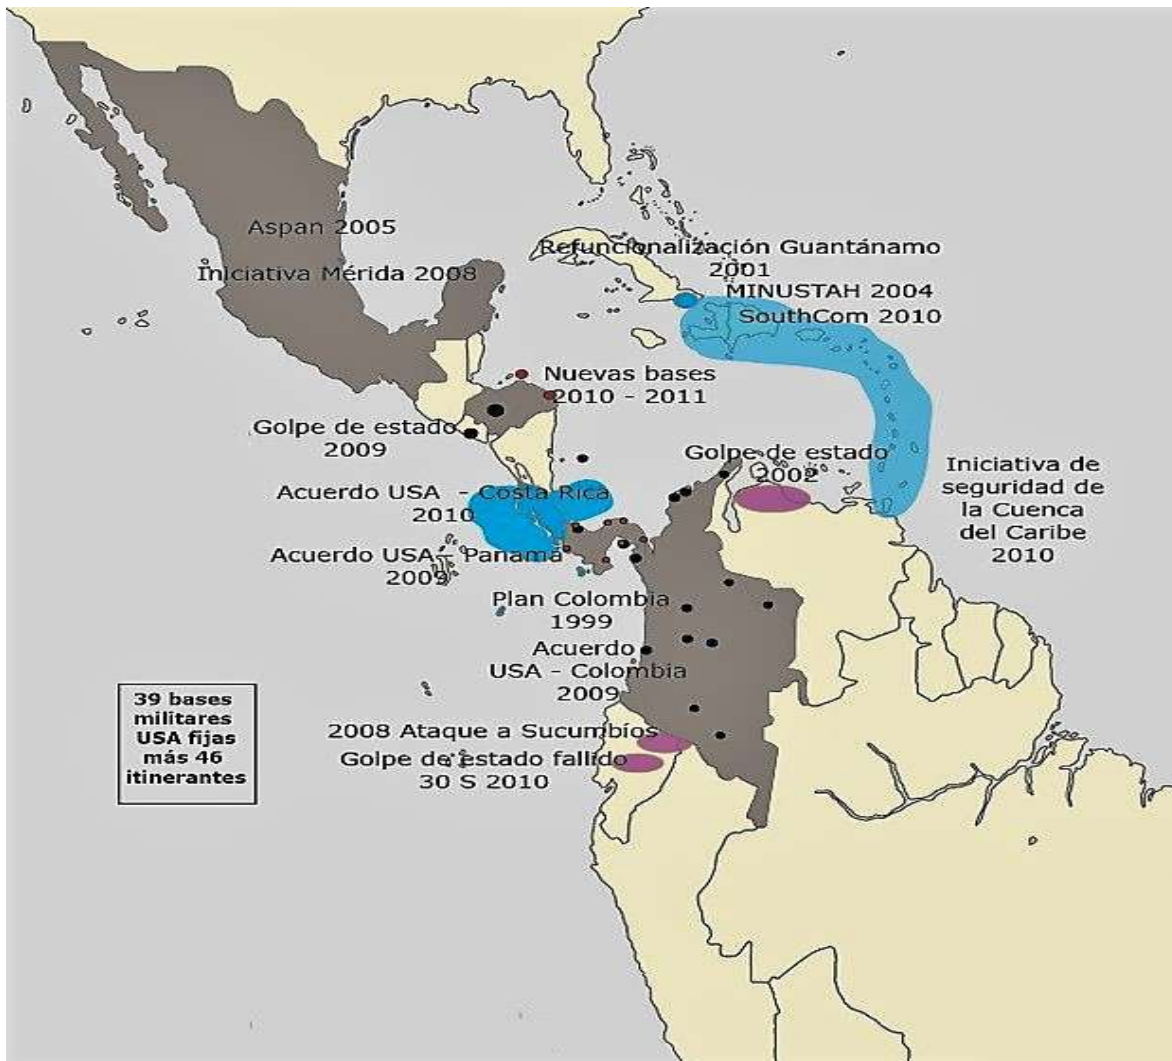 Aspan 2005
Iniciativa Mérida 2008
Refuncionalización Guantánamo
2001
MINUSTAH 2004
SouthCom 2010
Nuevas bases
2010 - 2011
Golpe de estado
2009
Golpe de estado
2002
Iniciativa de
seguridad de
la Cuenca
del Caribe
2010
Acuerdo USA - Costa Rica
2010
Acuerdo USA - Panamá
2009
Plan Colombia
1999
Acuerdo
USA - Colombia
2009
39 bases
militares
USA fijas
más 46
itinerantes
2008 Ataque a Sucumbíos
Golpe de estado fallido
30 S 2010